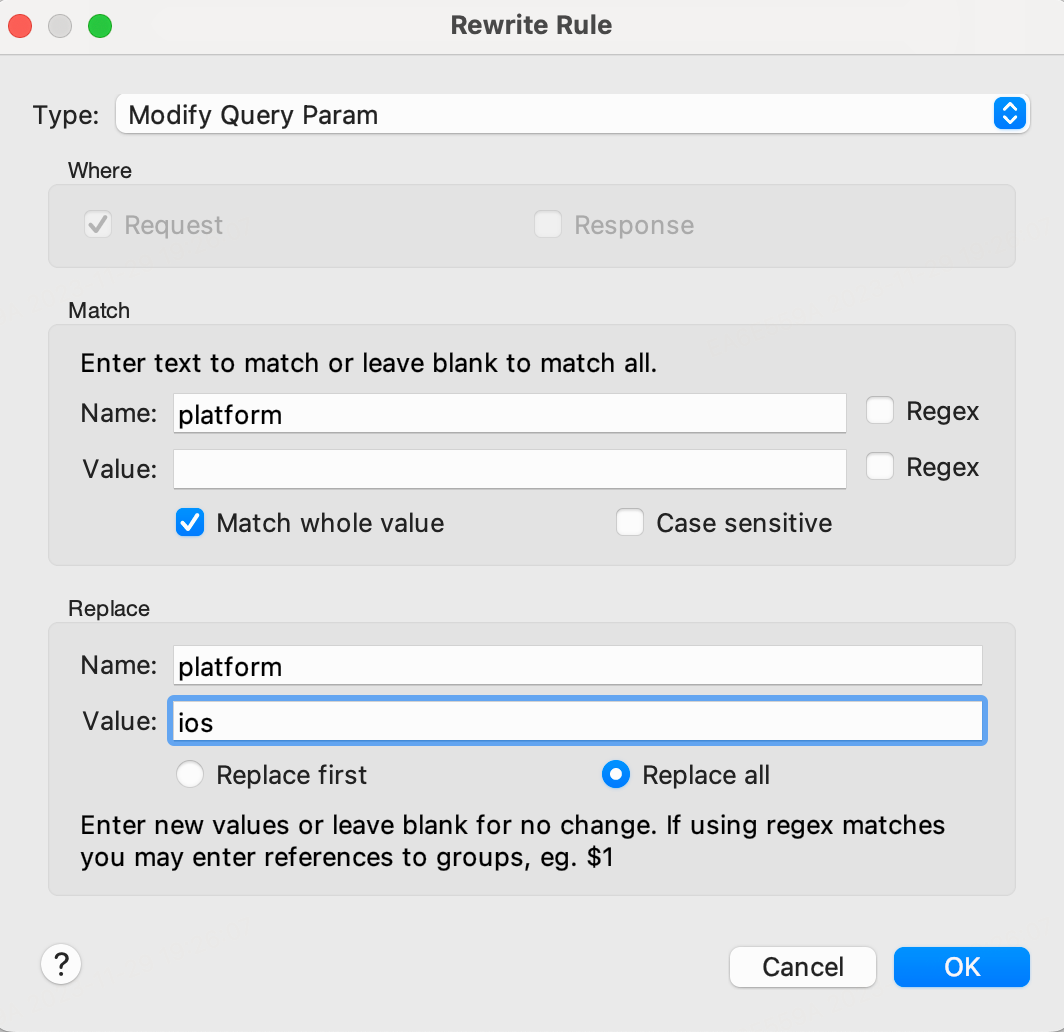 Rewrite Rule
Type: Modify Query Param
Where
Request Response
Match
Enter text to match or leave blank to match all.
Name: platform Regex
Value: Regex
Match whole value Case sensitive
Replace
Name: platform
Value: ios
Replace first Replace all
Enter new values or leave blank for no change. If using regex matches
you may enter references to groups, eg. $1
? Cancel OK